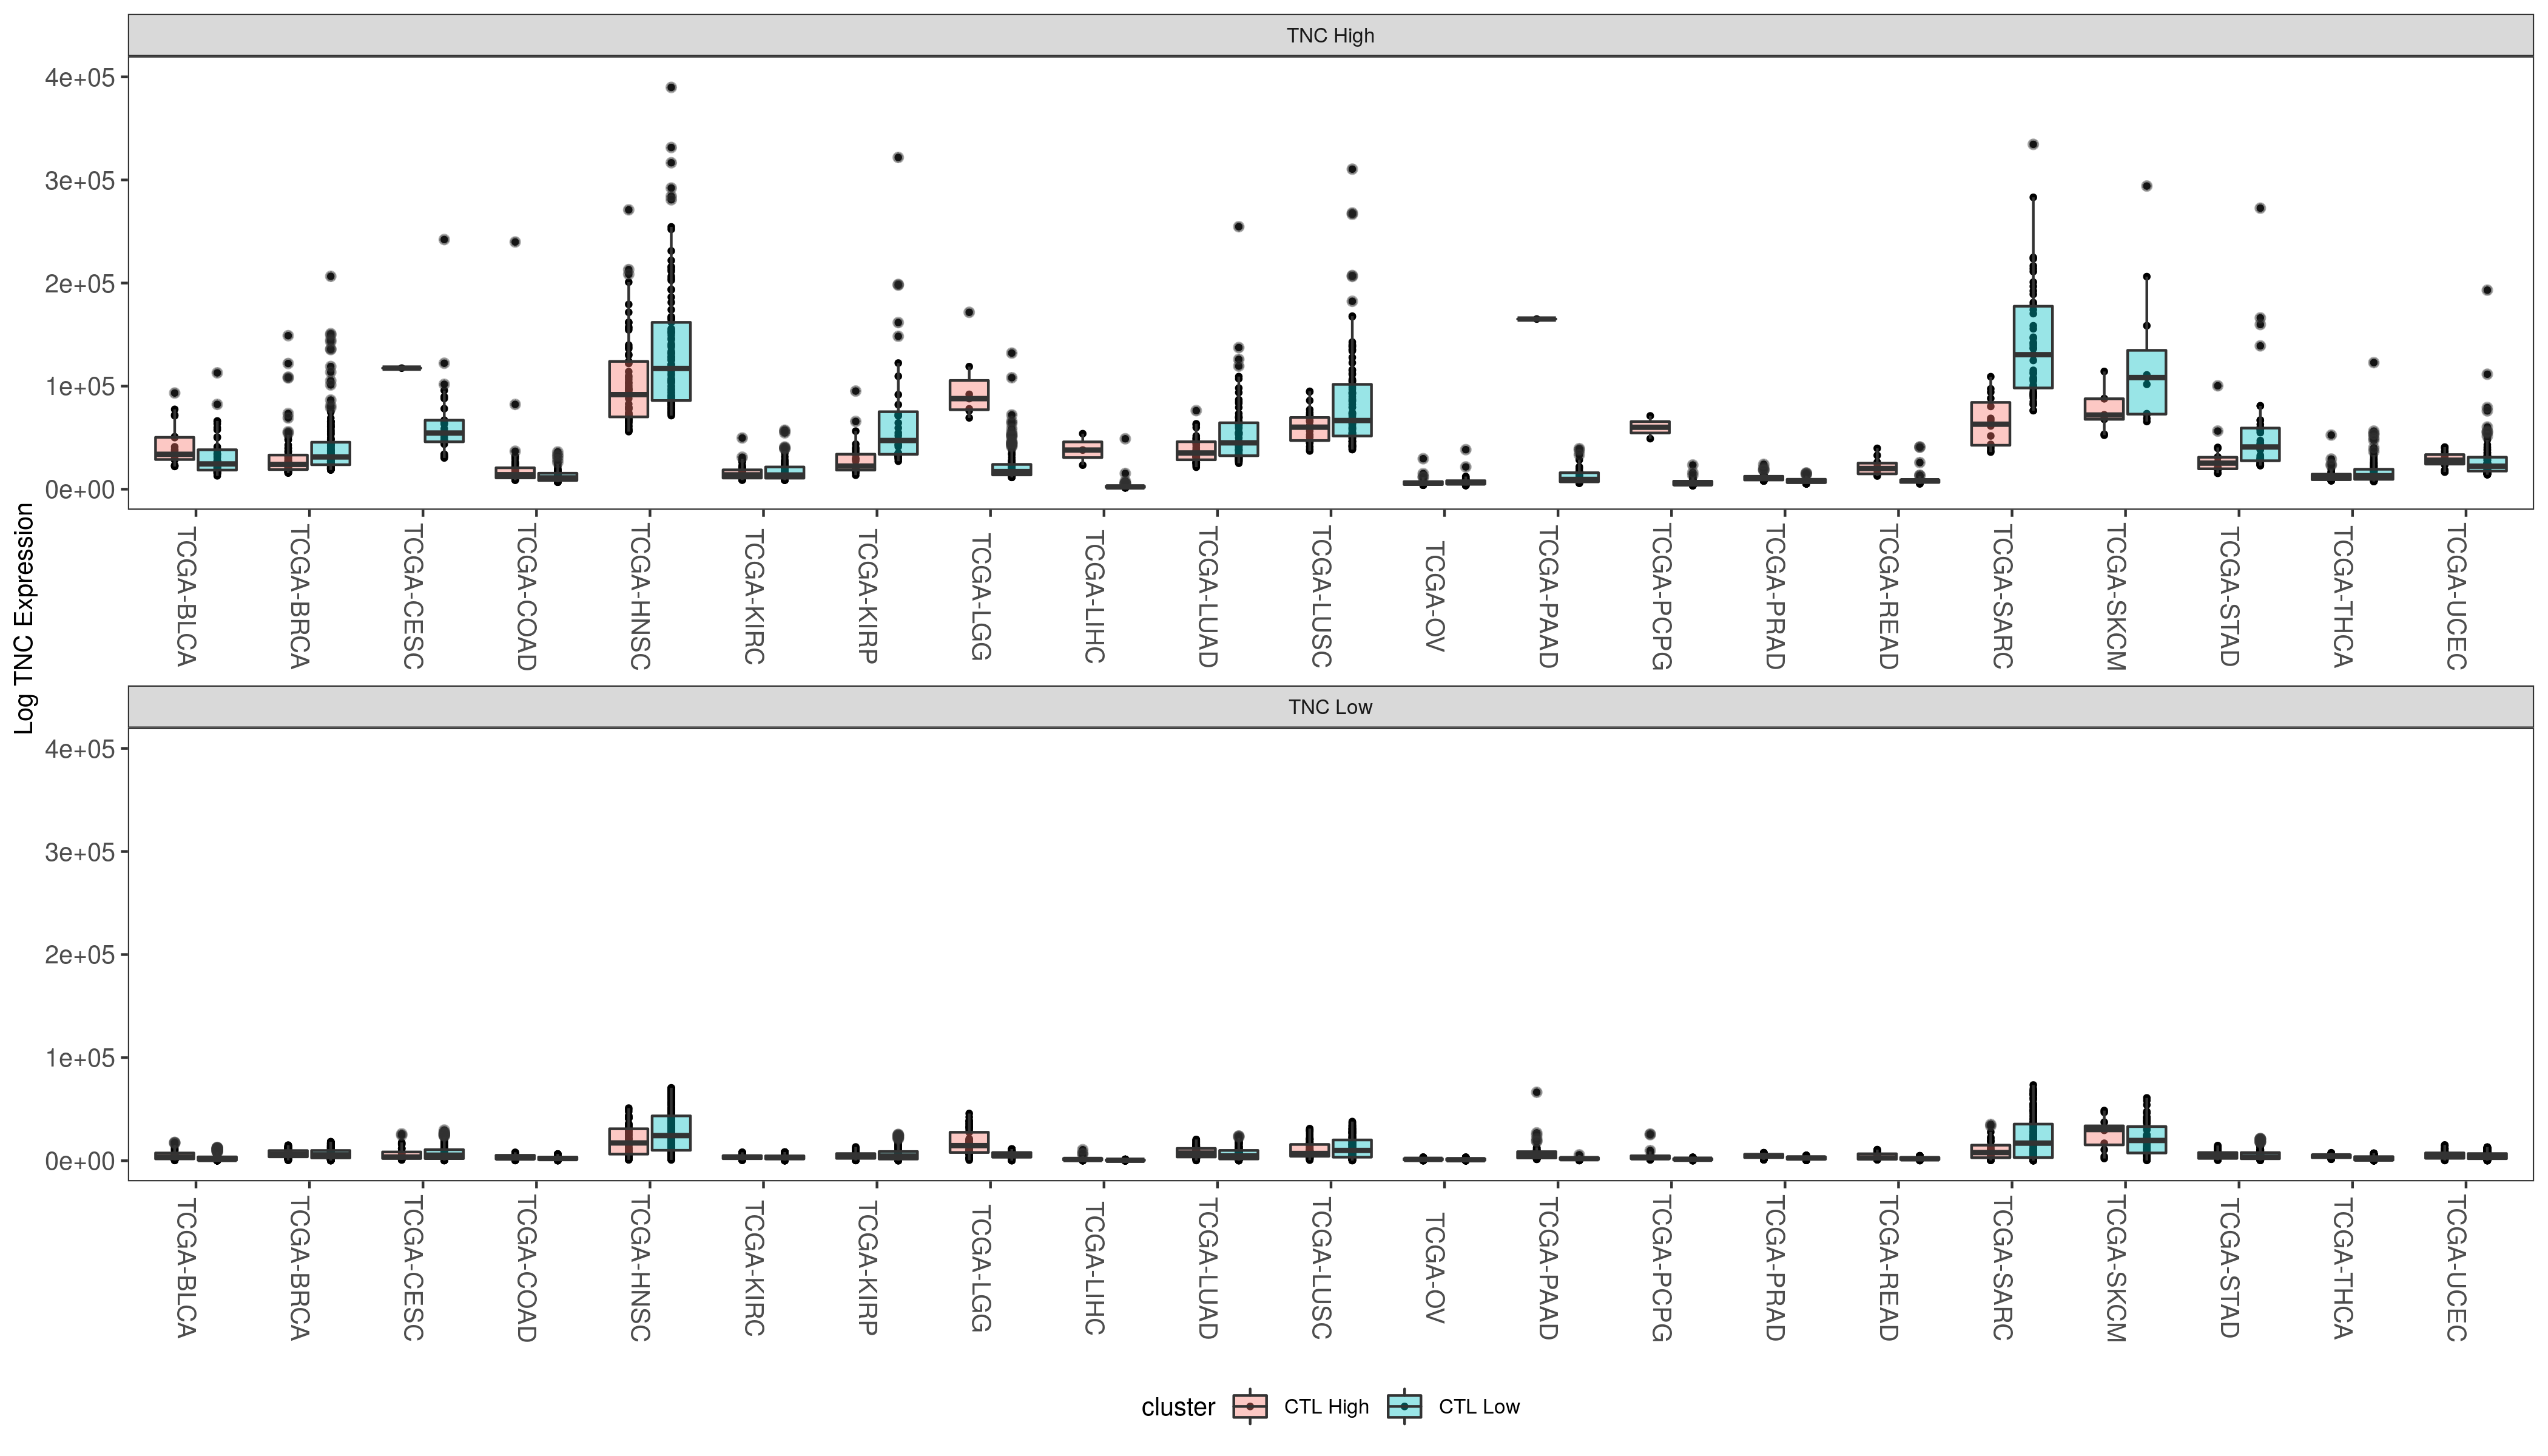 TNC High
4e+05
3e+05
2e+05
1e+05
0e+00
TCGA-BLCA
TCGA-BRCA
TCGA-CESC
TCGA-COAD
TCGA-HNSC
TCGA-KIRC
TCGA-KIRP
TCGA-LGG
TCGA-LIHC
TCGA-LUAD
TCGA-LUSC
TCGA-OV
TCGA-PAAD
TCGA-PCPG
TCGA-PRAD
TCGA-READ
TCGA-SARC
TCGA-SKCM
TCGA-STAD
TCGA-THCA
TCGA-UCEC
Log TNC Expression
TNC Low
4e+05
3e+05
2e+05
1e+05
0e+00
TCGA-BLCA
TCGA-BRCA
TCGA-CESC
TCGA-COAD
TCGA-HNSC
TCGA-KIRC
TCGA-KIRP
TCGA-LGG
TCGA-LIHC
TCGA-LUAD
TCGA-LUSC
TCGA-OV
TCGA-PAAD
TCGA-PCPG
TCGA-PRAD
TCGA-READ
TCGA-SARC
TCGA-SKCM
TCGA-STAD
TCGA-THCA
TCGA-UCEC
cluster CTL High CTL Low